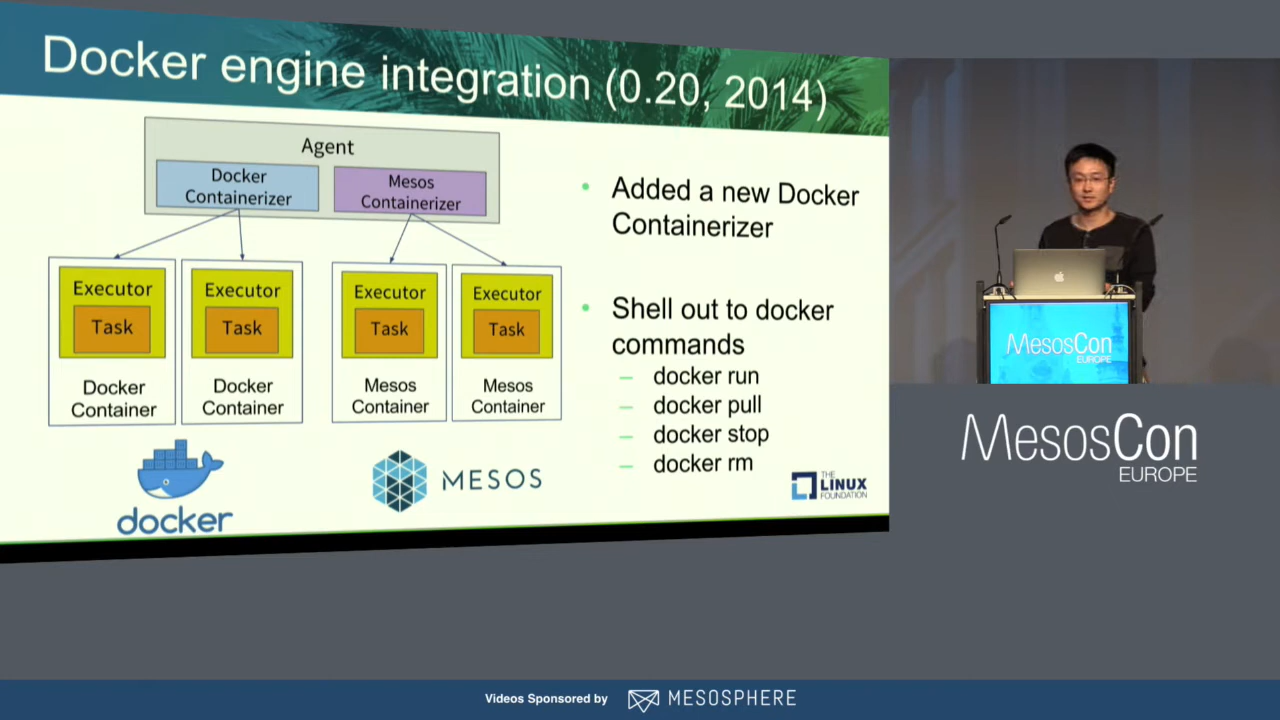 Docker engine integration (0.20, 2014)
Agent
Docker
Containerizer
Mesos
Containerizer
Executor
Task
Docker
Container
Executor
Task
Docker
Container
Executor
Task
Mesos
Container
Executor
Task
Mesos
Container
docker
MESOS
• Added a new Docker
Containerizer
• Shell out to docker
commands
– docker run
– docker pull
– docker stop
– docker rm
THE
LINUX
FOUNDATION
MesosCon
EUROPE
MesosCon
EUROPE
Videos Sponsored by
MESOSPHERE